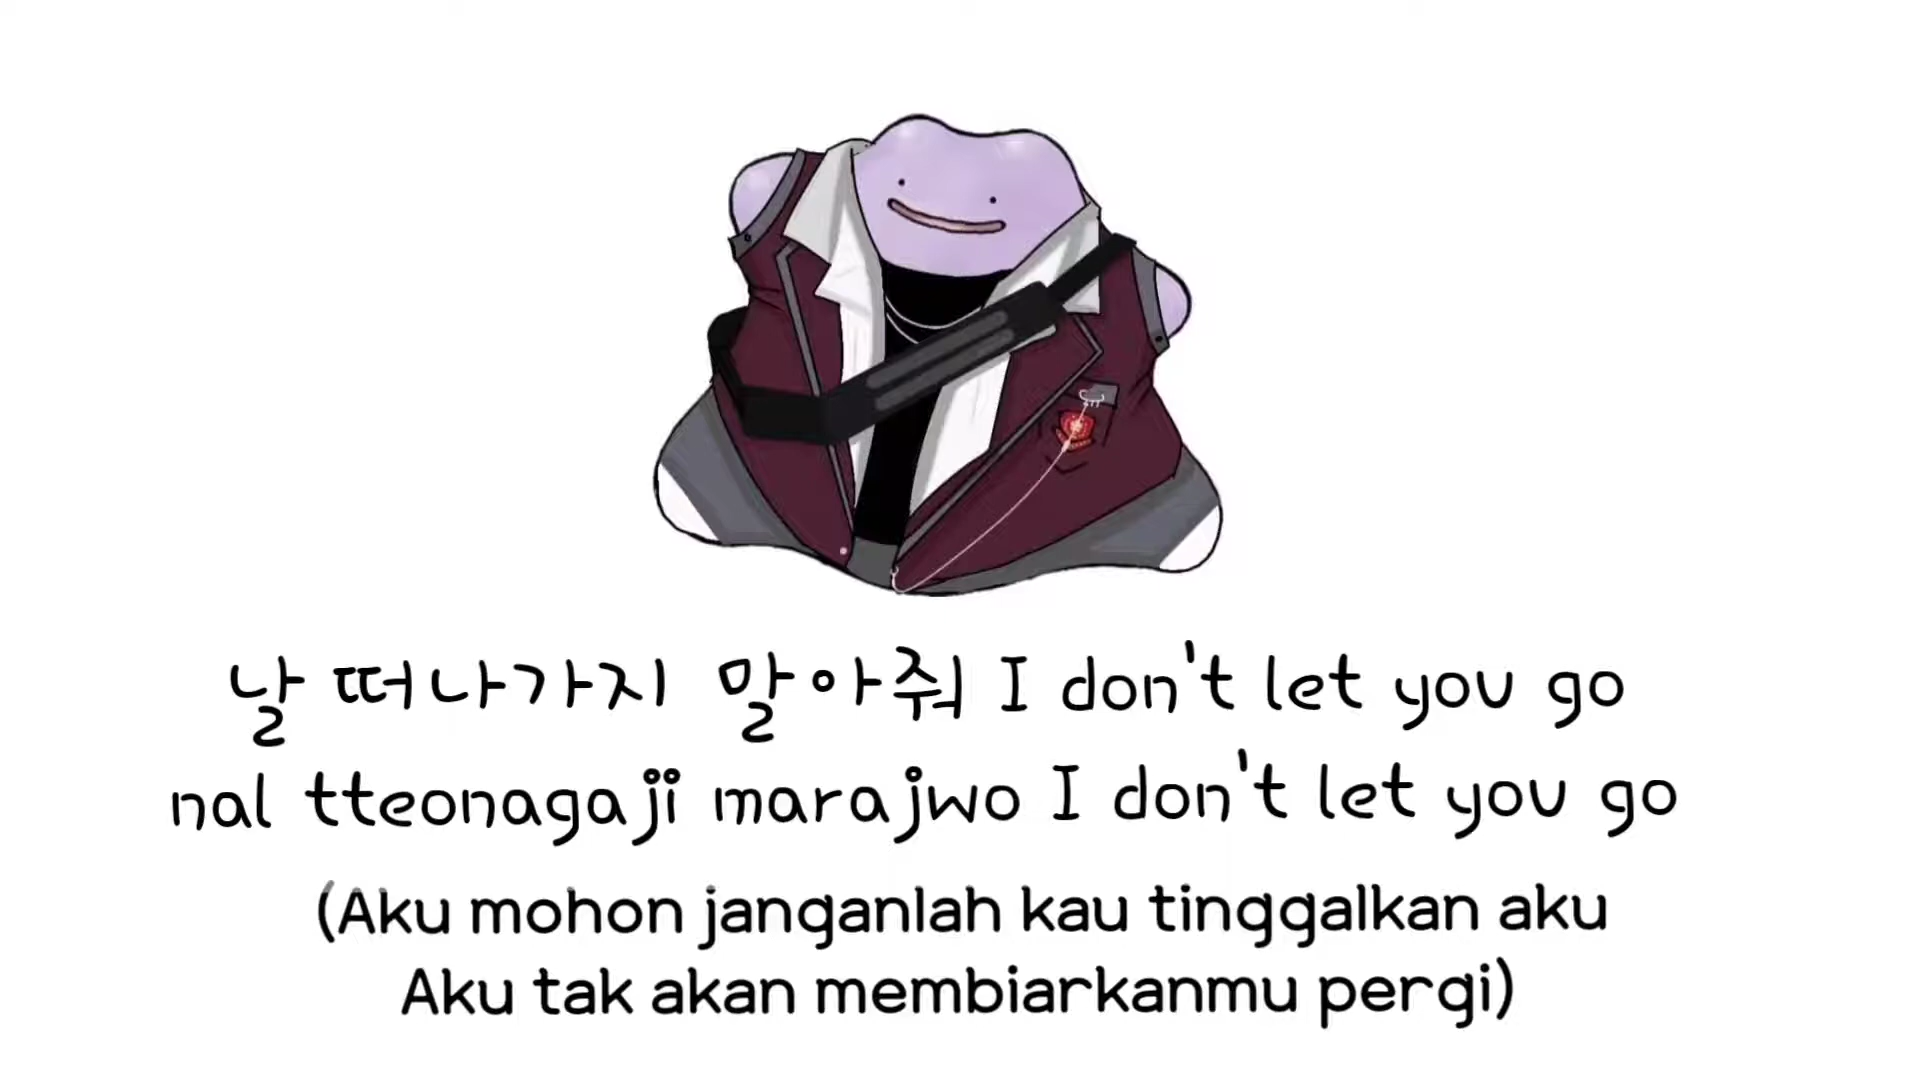 날 떠나가지 말아줘 I don't let you go
nal tteonagaji marajwo I don't let you go
(Aku mohon janganlah kau tinggalkan aku
Aku tak akan membiarkanmu pergi)